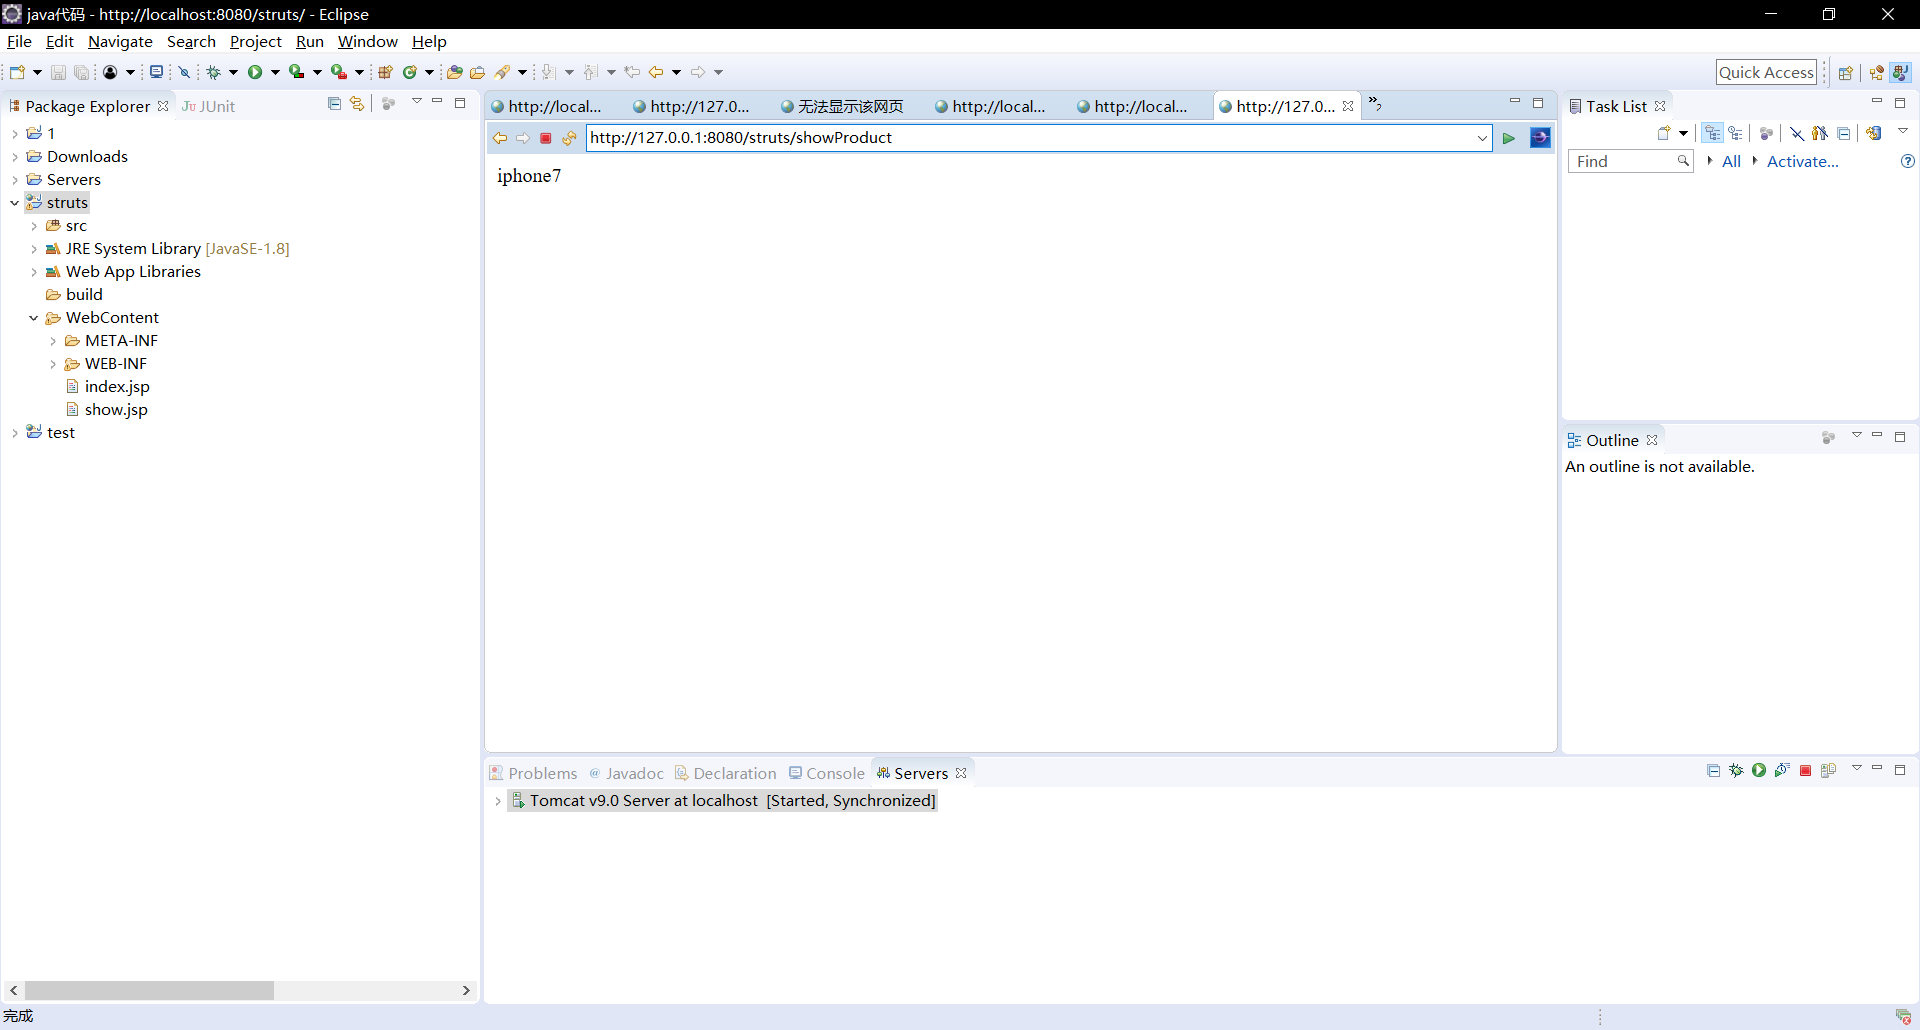 java代码 - http://localhost:8080/struts/ - Eclipse
File Edit Navigate Search Project Run Window Help
Quick Access
Package Explorer
JUnit
1
Downloads
Servers
struts
src
JRE System Library [JavaSE-1.8]
Web App Libraries
build
WebContent
META-INF
WEB-INF
index.jsp
show.jsp
test
http://local... http://127.0... 无法显示该网页 http://local... http://local... http://127.0... »7
http://127.0.0.1:8080/struts/showProduct
iphone7
Task List
Find
All
Activate...
Outline
An outline is not available.
Problems @ Javadoc Declaration Console Servers
Tomcat v9.0 Server at localhost [Started, Synchronized]
完成